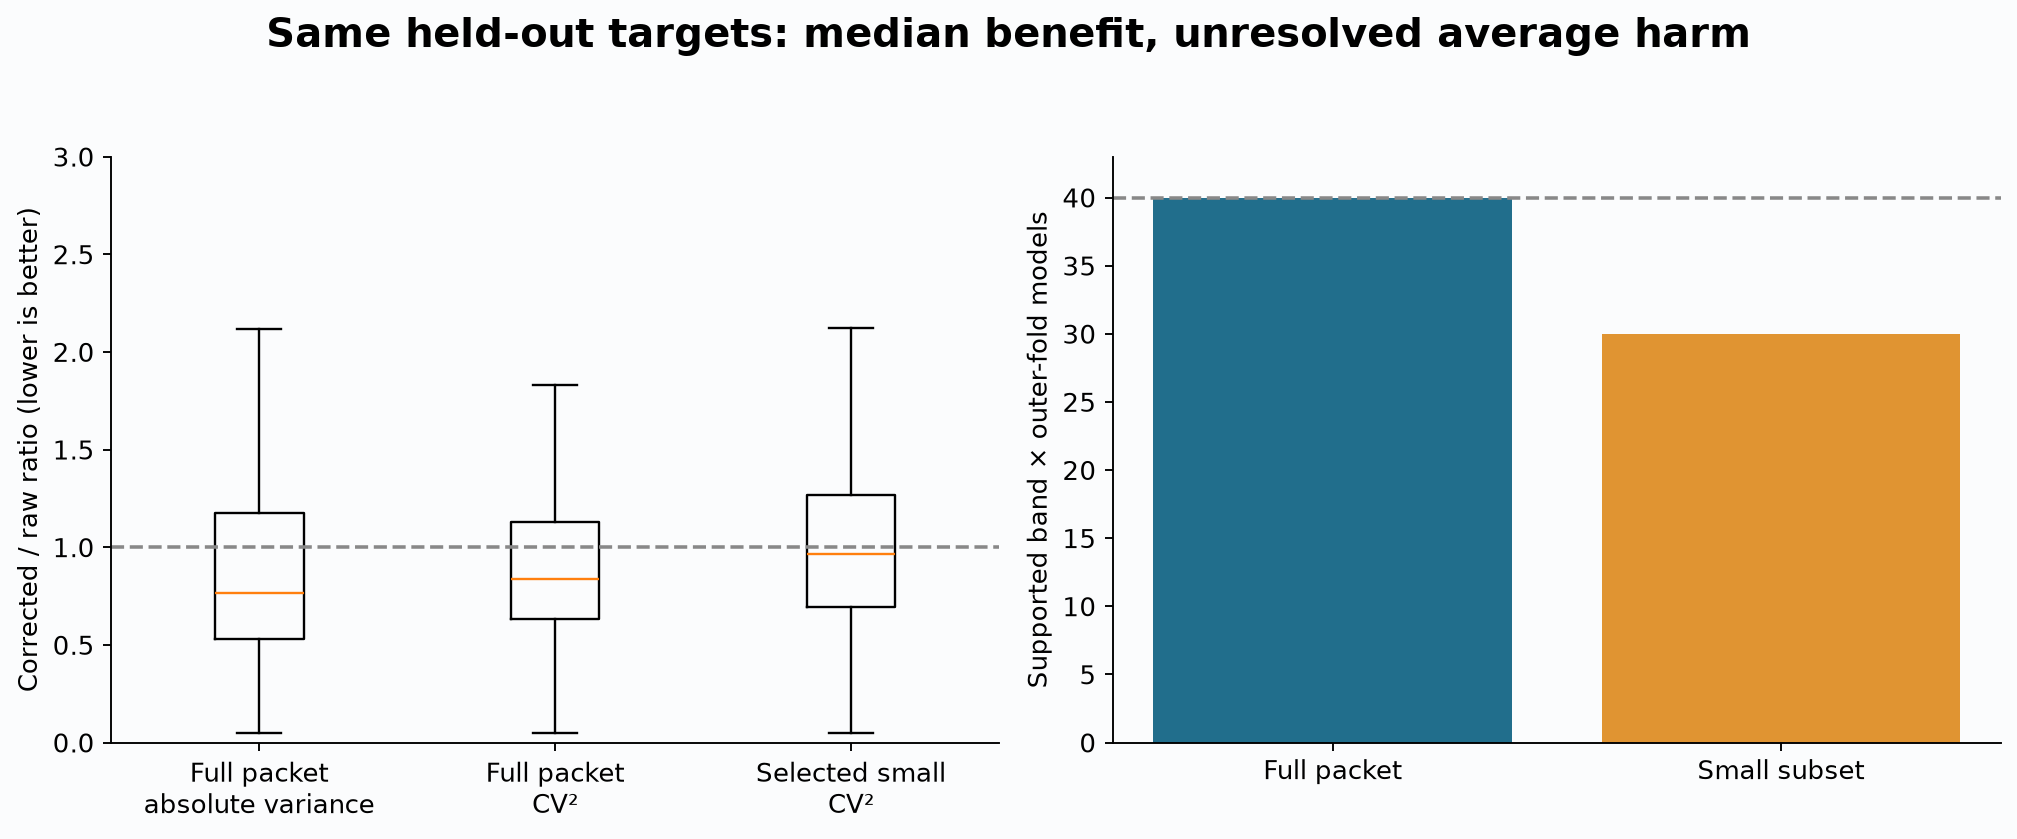 Same held-out targets: median benefit, unresolved average harm
Corrected / raw ratio (lower is better)
3.0
2.5
2.0
1.5
1.0
0.5
0.0
Full packet
absolute variance
Full packet
CV²
Selected small
CV²
Supported band × outer-fold models
40
35
30
25
20
15
10
5
0
Full packet
Small subset